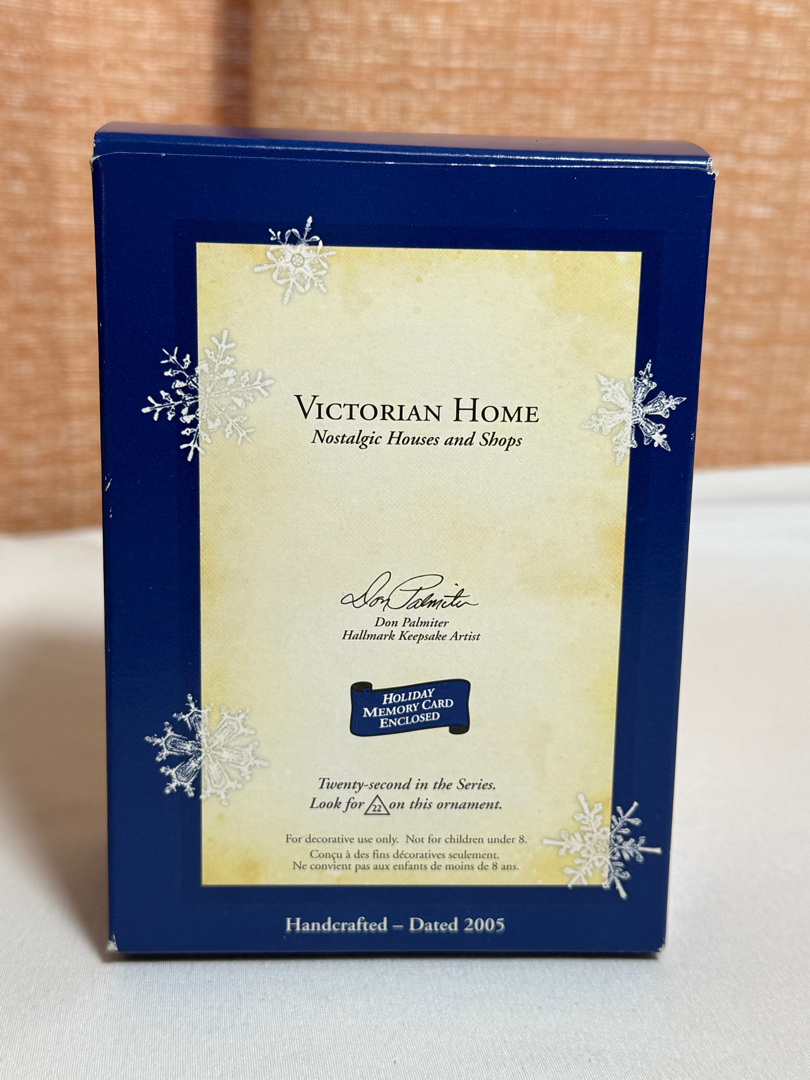 VICTORIAN HOME
Nostalgic Houses and Shops
Don Palmiter
Don Palmiter
Hallmark Keepsake Artist
HOLIDAY
MEMORY CARD
ENCLOSED
Twenty-second in the Series.
Look for 22 on this ornament.
For decorative use only. Not for children under 8.
Conçu à des fins décoratives seulement.
Ne convient pas aux enfants de moins de 8 ans.
Handcrafted – Dated 2005